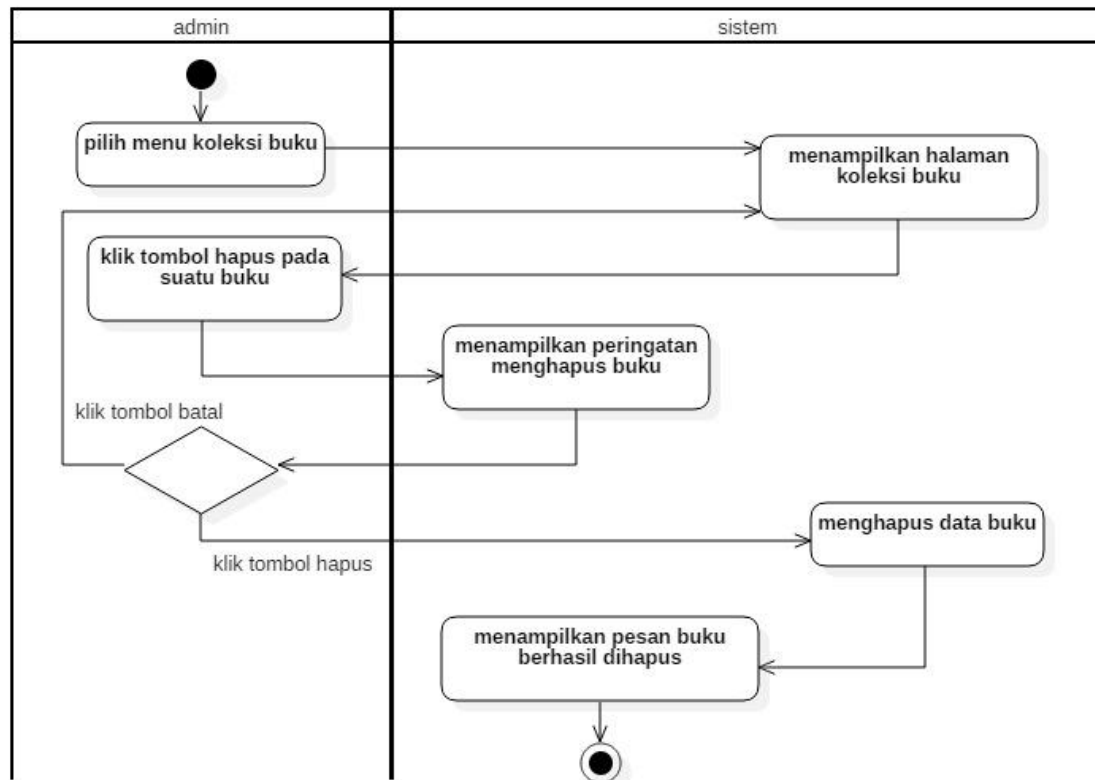 admin
sistem
pilih menu koleksi buku
menampilkan halaman
koleksi buku
klik tombol hapus pada
suatu buku
menampilkan peringatan
menghapus buku
klik tombol batal
menghapus data buku
klik tombol hapus
menampilkan pesan buku
berhasil dihapus